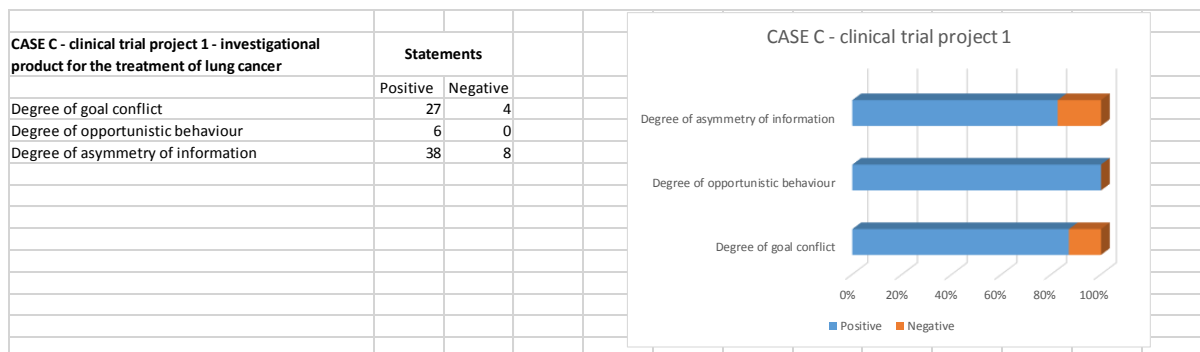 CASE C - clinical trial project 1 - investigational
product for the treatment of lung cancer
Statements
Positive Negative
Degree of goal conflict 27 4
Degree of opportunistic behaviour 6 0
Degree of asymmetry of information 38 8
CASE C - clinical trial project 1
Degree of asymmetry of information
Degree of opportunistic behaviour
Degree of goal conflict
0% 20% 40% 60% 80% 100%
Positive Negative